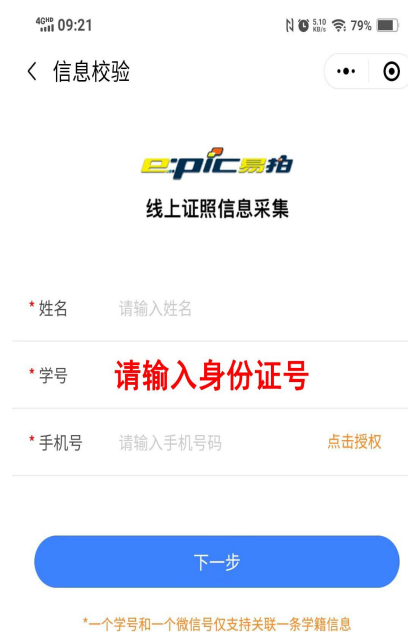 4GHD 09:21 5.10 KB/s 79%
信息校验
e:pic易拍
线上证照信息采集
* 姓名 请输入姓名
* 学号 请输入身份证号
* 手机号 请输入手机号码 点击授权
下一步
*一个学号和一个微信号仅支持关联一条学籍信息